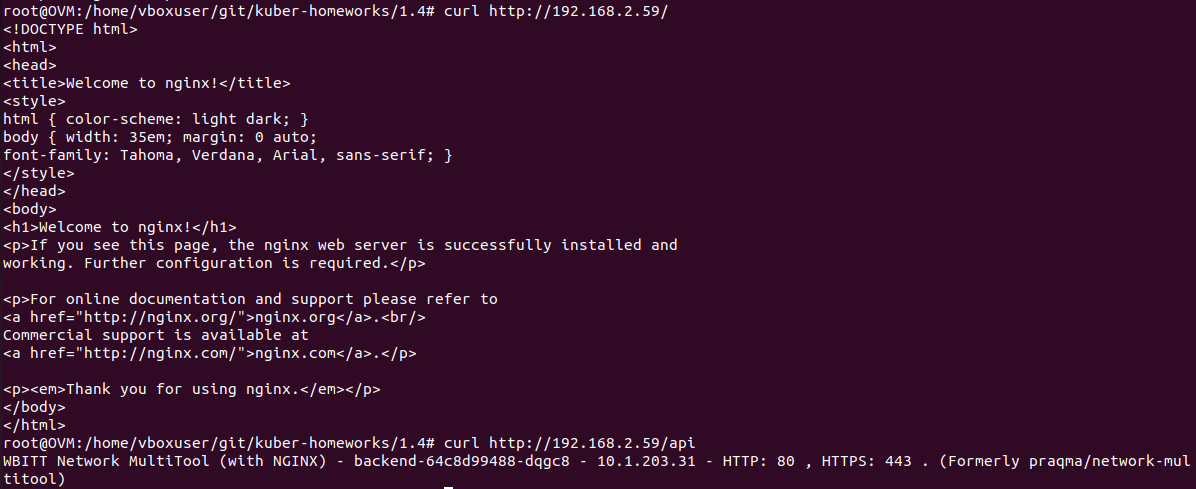 root@OVM:/home/vboxuser/git/kuber-homeworks/1.4# curl http://192.168.2.59/
<!DOCTYPE html>
<html>
<head>
<title>Welcome to nginx!</title>
<style>
html { color-scheme: light dark; }
body { width: 35em; margin: 0 auto;
font-family: Tahoma, Verdana, Arial, sans-serif; }
</style>
</head>
<body>
<h1>Welcome to nginx!</h1>
<p>If you see this page, the nginx web server is successfully installed and
working. Further configuration is required.</p>

<p>For online documentation and support please refer to
<a href="http://nginx.org/">nginx.org</a>.<br/>
Commercial support is available at
<a href="http://nginx.com/">nginx.com</a>.</p>

<p><em>Thank you for using nginx.</em></p>
</body>
</html>
root@OVM:/home/vboxuser/git/kuber-homeworks/1.4# curl http://192.168.2.59/api
WBITT Network MultiTool (with NGINX) - backend-64c8d99488-dqgc8 - 10.1.203.31 - HTTP: 80 , HTTPS: 443 . (Formerly praqma/network-mul
titool)